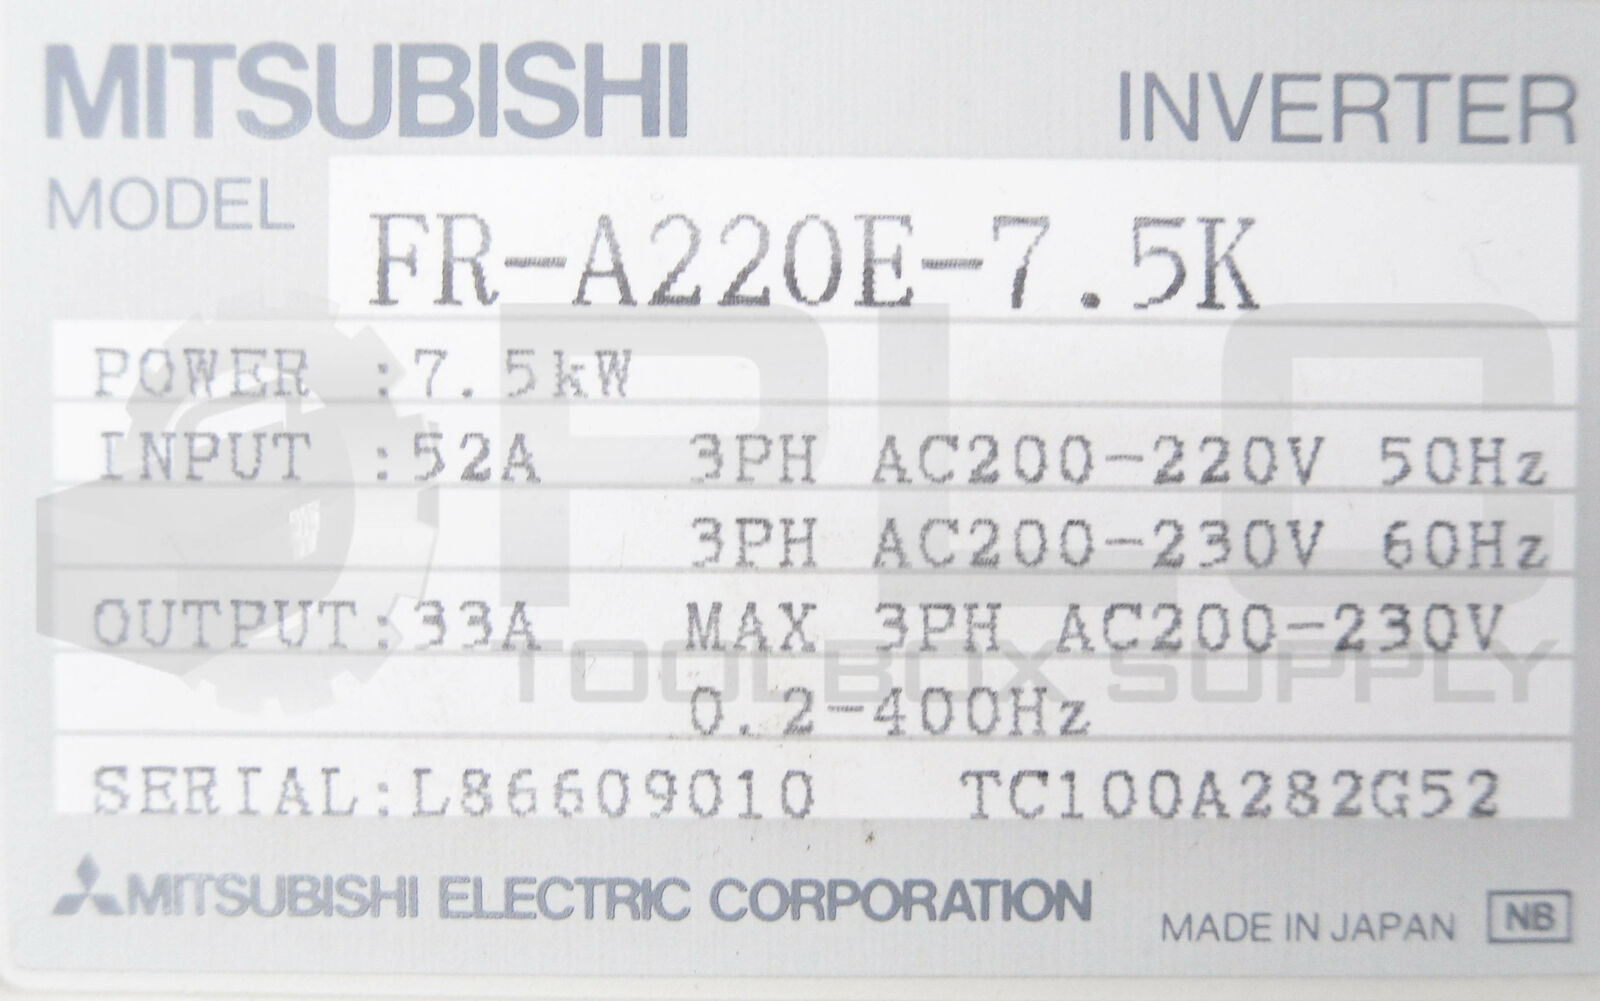 MITSUBISHI INVERTER
MODEL FR-A220E-7.5K
POWER :7.5kW
INPUT :52A 3PH AC200-220V 50Hz
3PH AC200-230V 60Hz
OUTPUT:33A MAX 3PH AC200-230V
0.2-400Hz
SERIAL:L86609010 TC100A282G52
MITSUBISHI ELECTRIC CORPORATION
MADE IN JAPAN NB
PLC
TOOLBOX SUPPLY